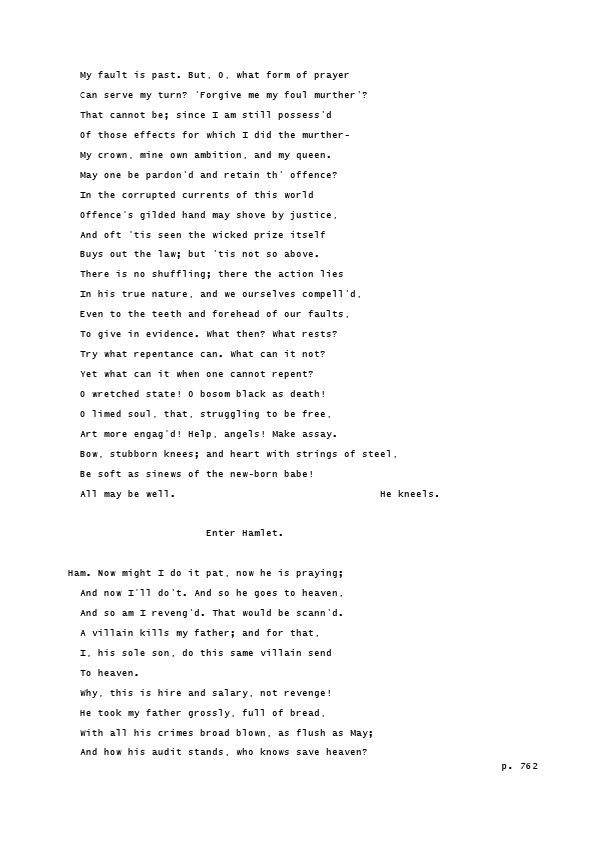 My fault is past. But, O, what form of prayer
Can serve my turn? 'Forgive me my foul murther'?
That cannot be; since I am still possess'd
Of those effects for which I did the murther-
My crown, mine own ambition, and my queen.
May one be pardon'd and retain th' offence?
In the corrupted currents of this world
Offence's gilded hand may shove by justice,
And oft 'tis seen the wicked prize itself
Buys out the law; but 'tis not so above.
There is no shuffling; there the action lies
In his true nature, and we ourselves compell'd,
Even to the teeth and forehead of our faults,
To give in evidence. What then? What rests?
Try what repentance can. What can it not?
Yet what can it when one cannot repent?
O wretched state! O bosom black as death!
O limed soul, that, struggling to be free,
Art more engag'd! Help, angels! Make assay.
Bow, stubborn knees; and heart with strings of steel,
Be soft as sinews of the new-born babe!
All may be well. He kneels.
Enter Hamlet.
Ham. Now might I do it pat, now he is praying;
And now I'll do't. And so he goes to heaven,
And so am I reveng'd. That would be scann'd.
A villain kills my father; and for that,
I, his sole son, do this same villain send
To heaven.
Why, this is hire and salary, not revenge!
He took my father grossly, full of bread,
With all his crimes broad blown, as flush as May;
And how his audit stands, who knows save heaven?
p. 762